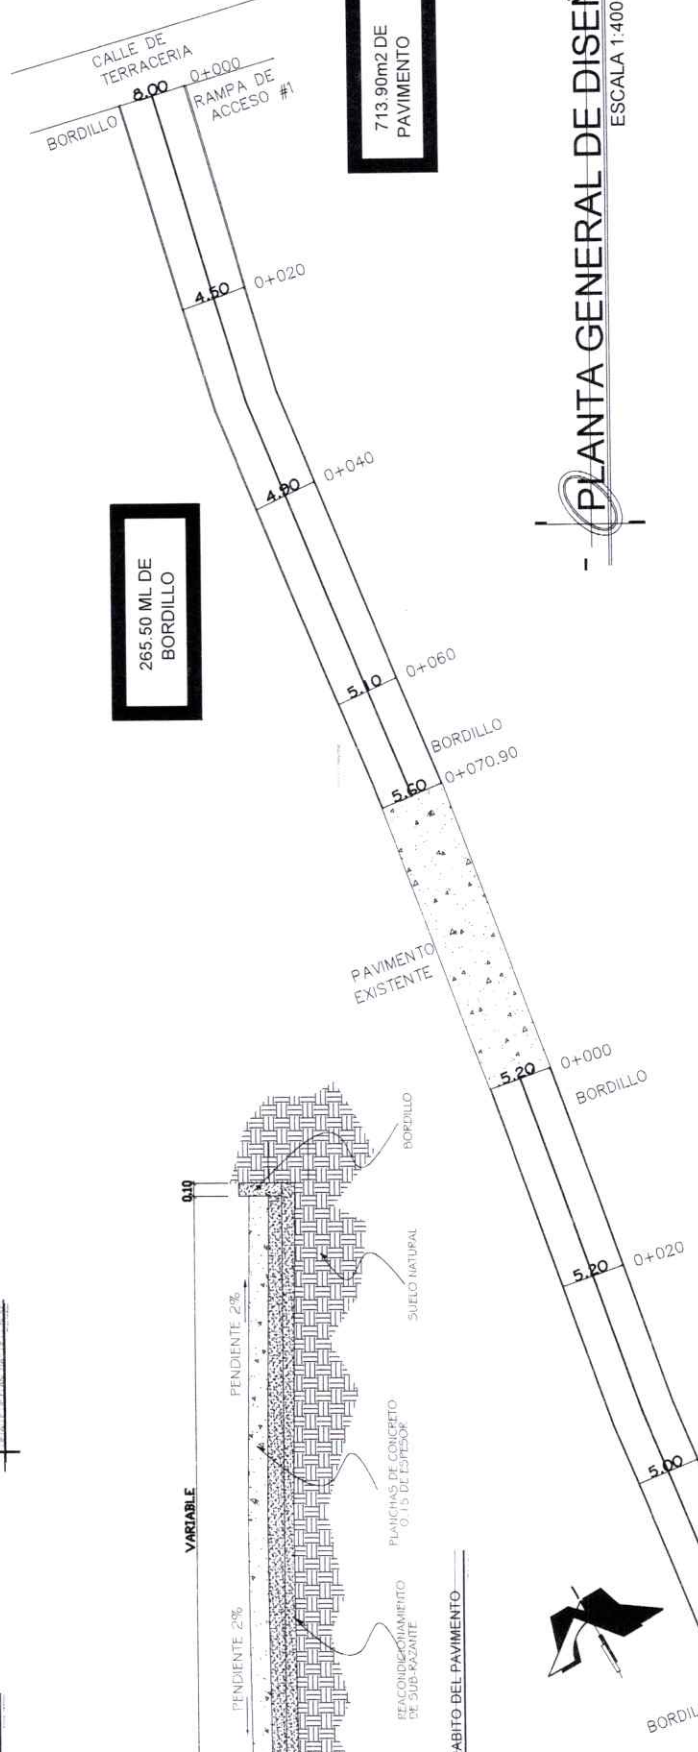 CALLE DE
TERRACERIA
8.00
0+000
RAMPA DE
ACCESO #1
BORDILLO
713.90m2 DE
PAVIMENTO
4.50
0+020
4.90
0+040
265.50 ML DE
BORDILLO
5.10
0+060
BORDILLO
5.60
0+070.90
PAVIMENTO
EXISTENTE
5.20
0+000
BORDILLO
5.20
0+020
5.00
PLANTA GENERAL DE
ESCALA 1:400
0.10
VARIABLE
PENDIENTE 2%
PENDIENTE 2%
BORDILLO
SUELO NATURAL
PLANCHAS DE CONCRETO
0.15 DE ESPESOR
REACONDICIONAMIENTO
DE SUB-RAZANTE
DEL PAVIMENTO